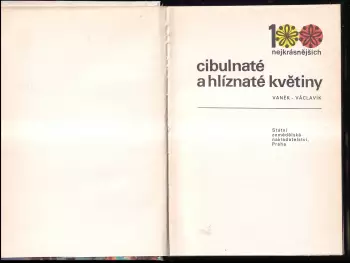 100
nejkrásnějších
cibulnaté
a hlíznaté květiny
VANĚK - VÁCLAVÍK
Státní
zemědělské
nakladatelství,
Praha